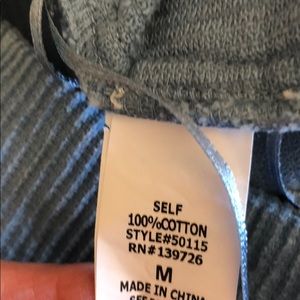 SELF
100%COTTON
STYLE#50115
RN#139726
M
MADE IN CHINA